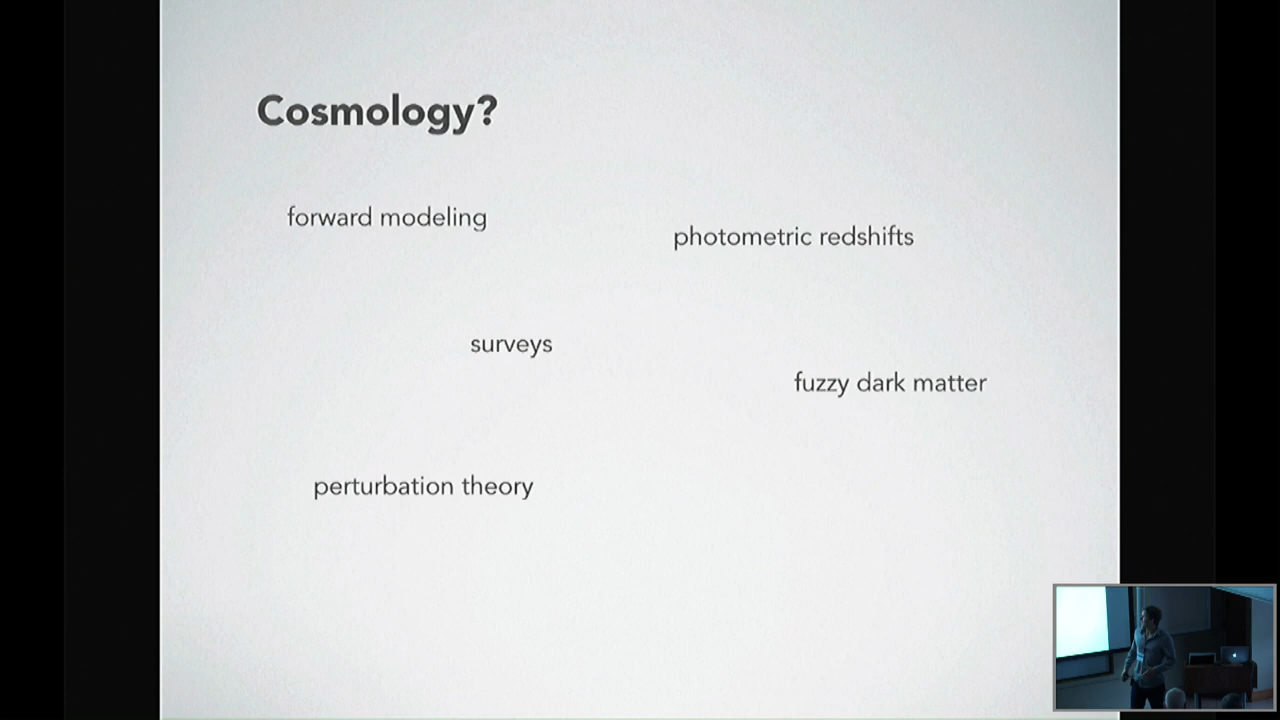 Cosmology?
forward modeling
photometric redshifts
surveys
fuzzy dark matter
perturbation theory